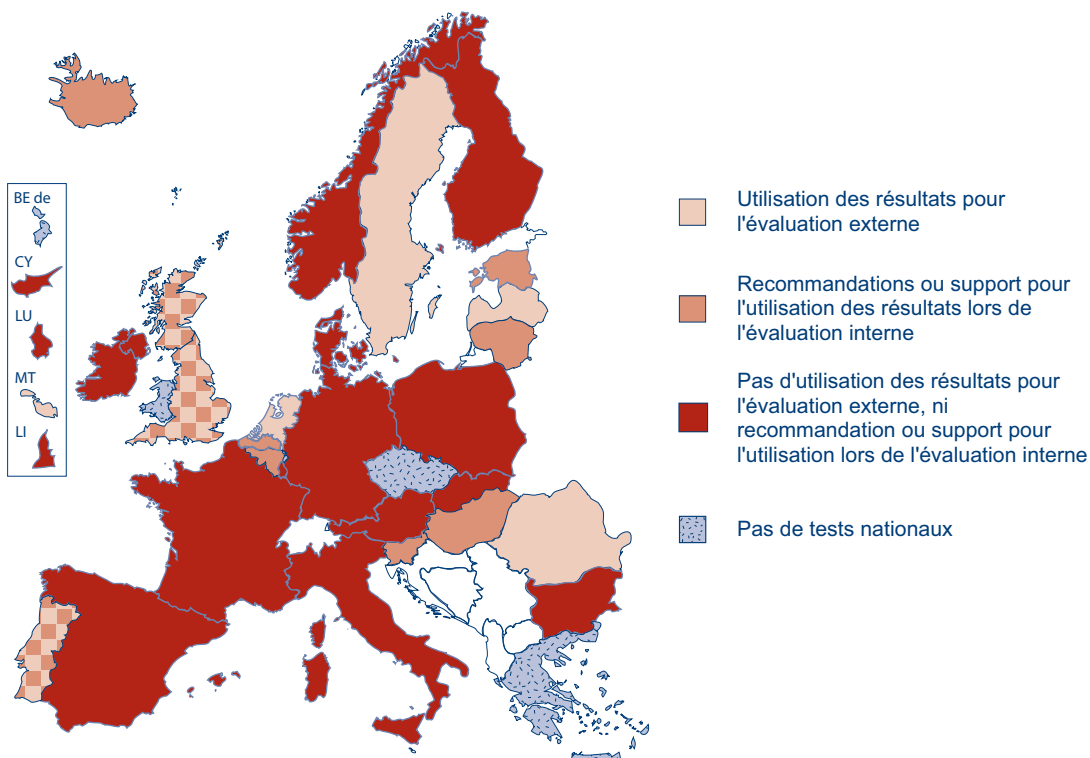 BE de
CY
LU
MT
LI
Utilisation des résultats pour
l'évaluation externe
Recommandations ou support pour
l'utilisation des résultats lors de
l'évaluation interne
Pas d'utilisation des résultats pour
l'évaluation externe, ni
recommandation ou support pour
l'utilisation lors de l'évaluation interne
Pas de tests nationaux